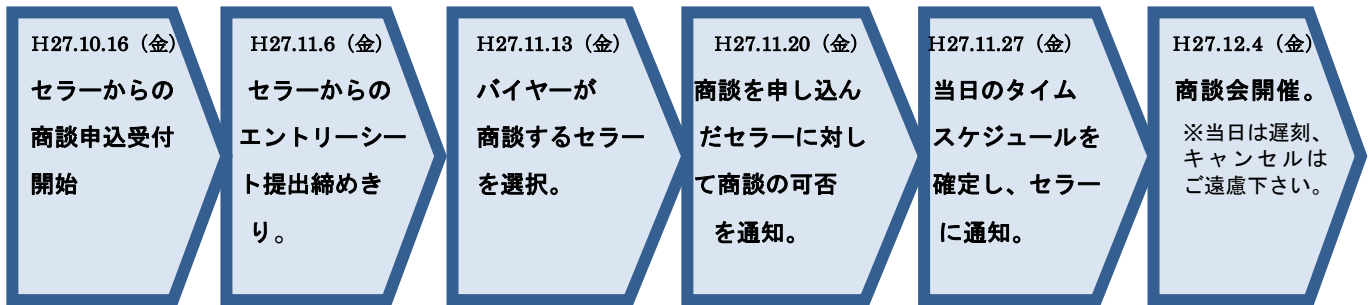 H27.10.16（金）
セラーからの
商談申込受付
開始
H27.11.6（金）
セラーからの
エントリーシー
ト提出締めき
り。
H27.11.13（金）
バイヤーが
商談するセラー
を選択。
H27.11.20（金）
商談を申し込ん
だセラーに対し
て商談の可否
を通知。
H27.11.27（金）
当日のタイム
スケジュールを
確定し、セラー
に通知。
H27.12.4（金）
商談会開催。
※当日は遅刻、
キャンセルは
ご遠慮下さい。